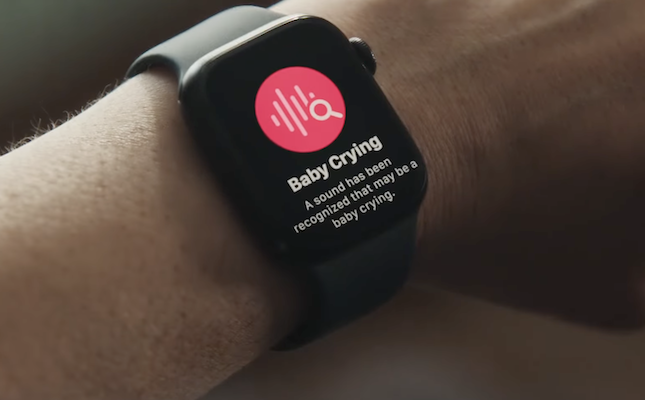 Baby Crying
A sound has been
recognized that may be a
baby crying.